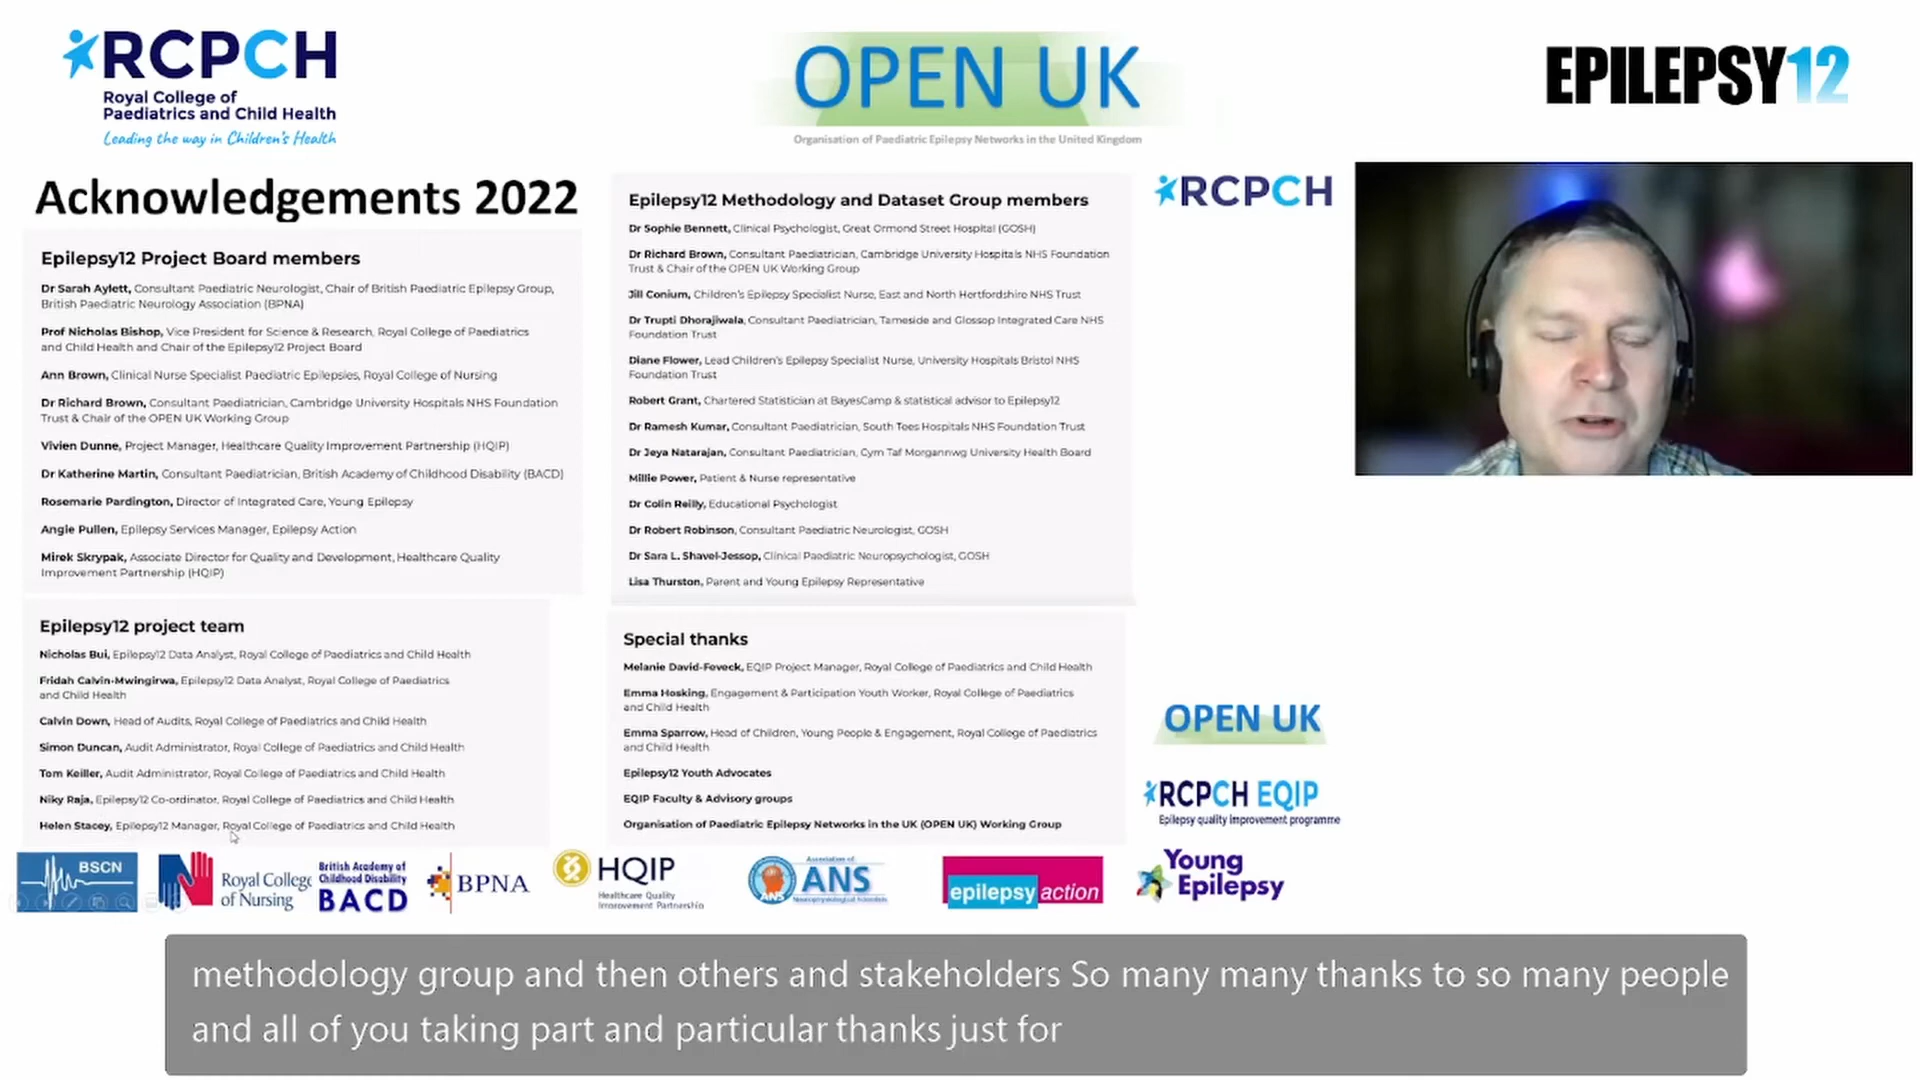 RCPCH
Royal College of
Paediatrics and Child Health
Leading the way in Children's Health
OPEN UK
Organisation of Paediatric Epilepsy Networks in the United Kingdom
EPILEPSY12
Acknowledgements 2022
Epilepsy12 Project Board members
Dr Sarah Aylett, Consultant Paediatric Neurologist, Chair of British Paediatric Epilepsy Group,
British Paediatric Neurology Association (BPNA)
Prof Nicholas Bishop, Vice President for Science & Research, Royal College of Paediatrics
and Child Health and Chair of the Epilepsy12 Project Board
Ann Brown, Clinical Nurse Specialist Paediatric Epilepsies, Royal College of Nursing
Dr Richard Brown, Consultant Paediatrician, Cambridge University Hospitals NHS Foundation
Trust & Chair of the OPEN UK Working Group
Vivien Dunne, Project Manager, Healthcare Quality Improvement Partnership (HQIP)
Dr Katherine Martin, Consultant Paediatrician, British Academy of Childhood Disability (BACD)
Rosemarie Pardington, Director of Integrated Care, Young Epilepsy
Angie Pullen, Epilepsy Services Manager, Epilepsy Action
Mirek Skrypak, Associate Director for Quality and Development, Healthcare Quality
Improvement Partnership (HQIP)
Epilepsy12 project team
Nicholas Bui, Epilepsy12 Data Analyst, Royal College of Paediatrics and Child Health
Fridah Calvin-Mwingirwa, Epilepsy12 Data Analyst, Royal College of Paediatrics
and Child Health
Calvin Down, Head of Audits, Royal College of Paediatrics and Child Health
Simon Duncan, Audit Administrator, Royal College of Paediatrics and Child Health
Tom Keiller, Audit Administrator, Royal College of Paediatrics and Child Health
Niky Raja, Epilepsy12 Co-ordinator, Royal College of Paediatrics and Child Health
Helen Stacey, Epilepsy12 Manager, Royal College of Paediatrics and Child Health
Epilepsy12 Methodology and Dataset Group members
Dr Sophie Bennett, Clinical Psychologist, Great Ormond Street Hospital (GOSH)
Dr Richard Brown, Consultant Paediatrician, Cambridge University Hospitals NHS Foundation
Trust & Chair of the OPEN UK Working Group
Jill Conium, Children's Epilepsy Specialist Nurse, East and North Hertfordshire NHS Trust
Dr Trupti Dhorajiwala, Consultant Paediatrician, Tameside and Glossop Integrated Care NHS
Foundation Trust
Diane Flower, Lead Children's Epilepsy Specialist Nurse, University Hospitals Bristol NHS
Foundation Trust
Robert Grant, Chartered Statistician at BayesCamp & statistical advisor to Epilepsy12
Dr Ramesh Kumar, Consultant Paediatrician, South Tees Hospitals NHS Foundation Trust
Dr Jeya Natarajan, Consultant Paediatrician, Cym Taf Morgannwg University Health Board
Millie Power, Patient & Nurse representative
Dr Colin Reilly, Educational Psychologist
Dr Robert Robinson, Consultant Paediatric Neurologist, GOSH
Dr Sara L. Shavel-Jessop, Clinical Paediatric Neuropsychologist, GOSH
Lisa Thurston, Parent and Young Epilepsy Representative
Special thanks
Melanie David-Feveck, EQIP Project Manager, Royal College of Paediatrics and Child Health
Emma Hosking, Engagement & Participation Youth Worker, Royal College of Paediatrics
and Child Health
Emma Sparrow, Head of Children, Young People & Engagement, Royal College of Paediatrics
and Child Health
Epilepsy12 Youth Advocates
EQIP Faculty & Advisory groups
Organisation of Paediatric Epilepsy Networks in the UK (OPEN UK) Working Group
RCPCH
OPEN UK
RCPCH EQIP
Epilepsy quality improvement programme
BSCN
Royal College
of Nursing
British Academy of
Childhood Disability
BACD
BPNA
HQIP
Healthcare Quality
Improvement Partnership
Association of
ANS
ANS
Neurophysiological Scientists
epilepsy action
Young
Epilepsy
methodology group and then others and stakeholders So many many thanks to so many people
and all of you taking part and particular thanks just for